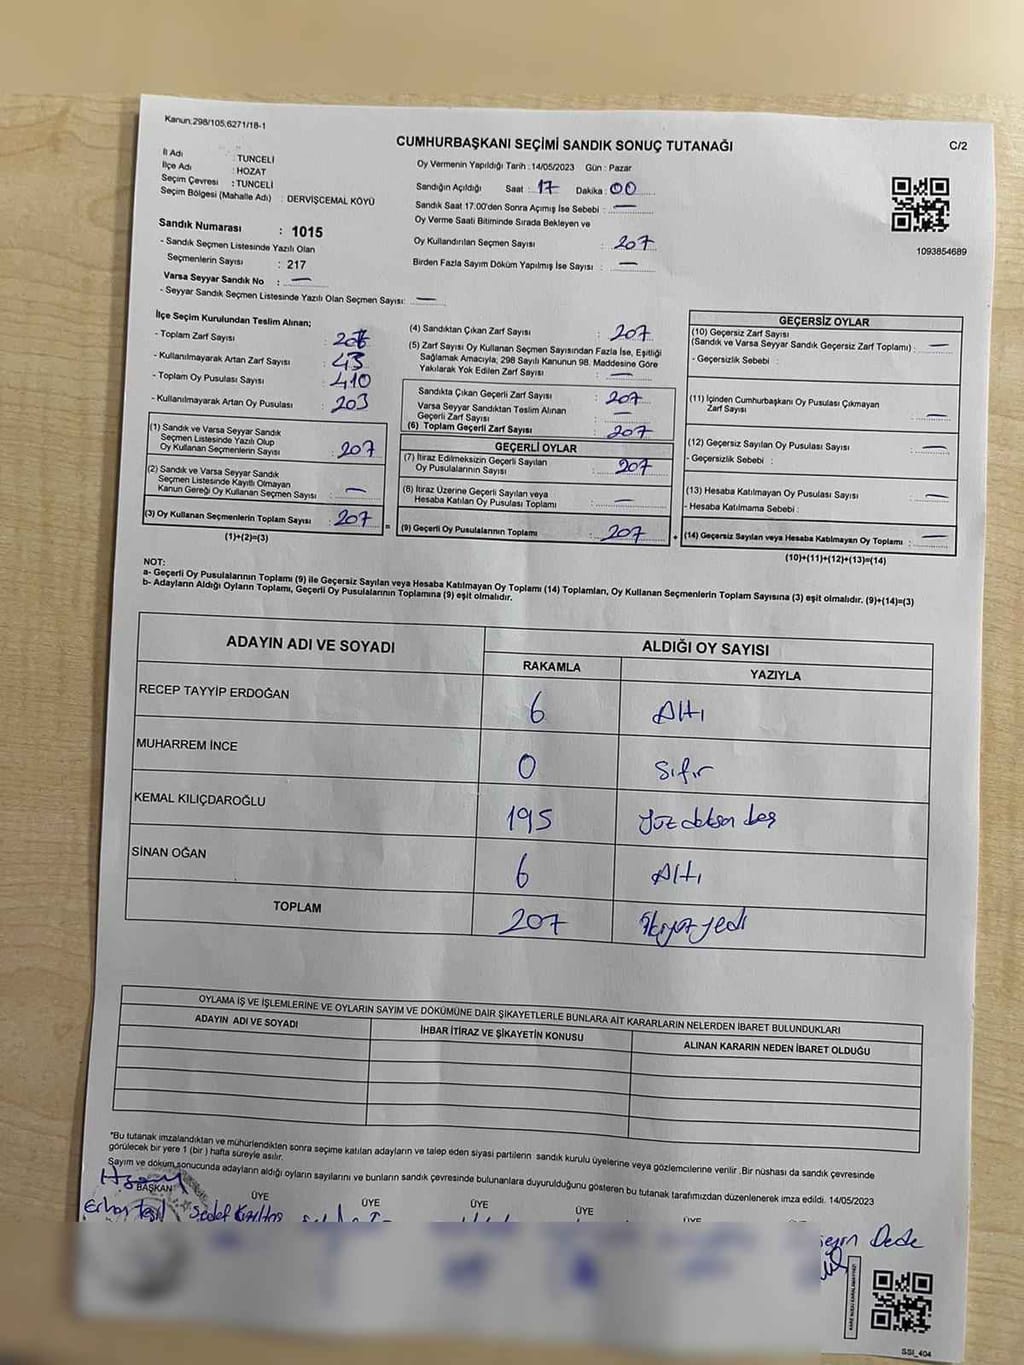 Kanun.298/105,6271/18-1
CUMHURBAŞKANI SEÇİMİ SANDIK SONUÇ TUTANAĞI
C/2
İl Adı : TUNCELİ
İlçe Adı : HOZAT
Seçim Çevresi : TUNCELİ
Seçim Bölgesi (Mahalle Adı) : DERVİŞCEMAL KÖYÜ
Sandık Numarası : 1015
- Sandık Seçmen Listesinde Yazılı Olan
Seçmenlerin Sayısı : 217
Varsa Seyyar Sandık No : —
- Seyyar Sandık Seçmen Listesinde Yazılı Olan Seçmen Sayısı: —
Oy Vermenin Yapıldığı Tarih : 14/05/2023 Gün : Pazar
Sandığın Açıldığı Saat : 17 Dakika : 00
Sandık Saat 17.00'den Sonra Açımış İse Sebebi : —
Oy Verme Saati Bitiminde Sırada Bekleyen ve
Oy Kullandırılan Seçmen Sayısı : 207
Birden Fazla Sayım Döküm Yapılmış İse Sayısı : —
1093854689
İlçe Seçim Kurulundan Teslim Alınan;
- Toplam Zarf Sayısı :
- Kullanılmayarak Artan Zarf Sayısı : 43
- Toplam Oy Pusulası Sayısı : 410
- Kullanılmayarak Artan Oy Pusulası : 203
(1) Sandık ve Varsa Seyyar Sandık
Seçmen Listesinde Yazılı Olup
Oy Kullanan Seçmenlerin Sayısı : 207
(2) Sandık ve Varsa Seyyar Sandık
Seçmen Listesinde Kayıtlı Olmayan
Kanun Gereği Oy Kullanan Seçmen Sayısı : —
(3) Oy Kullanan Seçmenlerin Toplam Sayısı : 207
(1)+(2)=(3)
=
(4) Sandıktan Çıkan Zarf Sayısı : 207
(5) Zarf Sayısı Oy Kullanan Seçmen Sayısından Fazla İse, Eşitliği
Sağlamak Amacıyla; 298 Sayılı Kanunun 98. Maddesine Göre
Yakılarak Yok Edilen Zarf Sayısı : —
Sandıkta Çıkan Geçerli Zarf Sayısı : 207
Varsa Seyyar Sandıktan Teslim Alınan
Geçerli Zarf Sayısı : —
(6) Toplam Geçerli Zarf Sayısı : 207
GEÇERLİ OYLAR
(7) İtiraz Edilmeksizin Geçerli Sayılan
Oy Pusulalarının Sayısı : 207
(8) İtiraz Üzerine Geçerli Sayılan veya
Hesaba Katılan Oy Pusulası Toplamı : —
(9) Geçerli Oy Pusulalarının Toplamı : 207
+
GEÇERSİZ OYLAR
(10) Geçersiz Zarf Sayısı
(Sandık ve Varsa Seyyar Sandık Geçersiz Zarf Toplamı) : —
- Geçersizlik Sebebi :
(11) İçinden Cumhurbaşkanı Oy Pusulası Çıkmayan
Zarf Sayısı : —
(12) Geçersiz Sayılan Oy Pusulası Sayısı : —
- Geçersizlik Sebebi :
(13) Hesaba Katılmayan Oy Pusulası Sayısı : —
- Hesaba Katılmama Sebebi :
(14) Geçersiz Sayılan veya Hesaba Katılmayan Oy Toplamı : —
(10)+(11)+(12)+(13)=(14)
NOT:
a- Geçerli Oy Pusulalarının Toplamı (9) ile Geçersiz Sayılan veya Hesaba Katılmayan Oy Toplamı (14) Toplamları, Oy Kullanan Seçmenlerin Toplam Sayısına (3) eşit olmalıdır. (9)+(14)=(3)
b- Adayların Aldığı Oyların Toplamı, Geçerli Oy Pusulalarının Toplamına (9) eşit olmalıdır.
ADAYIN ADI VE SOYADI
ALDIĞI OY SAYISI
RAKAMLA YAZIYLA
RECEP TAYYİP ERDOĞAN 6 Altı
MUHARREM İNCE 0 Sıfır
KEMAL KILIÇDAROĞLU 195 Yüz doksan beş
SİNAN OĞAN 6 Altı
TOPLAM 207 İkiyüz yedi
OYLAMA İŞ VE İŞLEMLERİNE VE OYLARIN SAYIM VE DÖKÜMÜNE DAİR ŞİKAYETLERLE BUNLARA AİT KARARLARIN NELERDEN İBARET BULUNDUKLARI
ADAYIN ADI VE SOYADI İHBAR İTİRAZ VE ŞİKAYETİN KONUSU ALINAN KARARIN NEDEN İBARET OLDUĞU
*Bu tutanak imzalandıktan ve mühürlendikten sonra seçime katılan adayların ve talep eden siyasi partilerin sandık kurulu üyelerine veya gözlemcilerine verilir .Bir nüshası da sandık çevresinde
görülecek bir yere 1 (bir ) hafta süreyle asılır.
Sayım ve döküm sonucunda adayların aldığı oyların sayılarını ve bunların sandık çevresinde bulunanlara duyurulduğunu gösteren bu tutanak tarafımızdan düzenlenerek imza edildi. 14/05/2023
BAŞKAN ÜYE ÜYE ÜYE ÜYE ÜYE
Sedef Kızıltaş
Dede
SSI_404